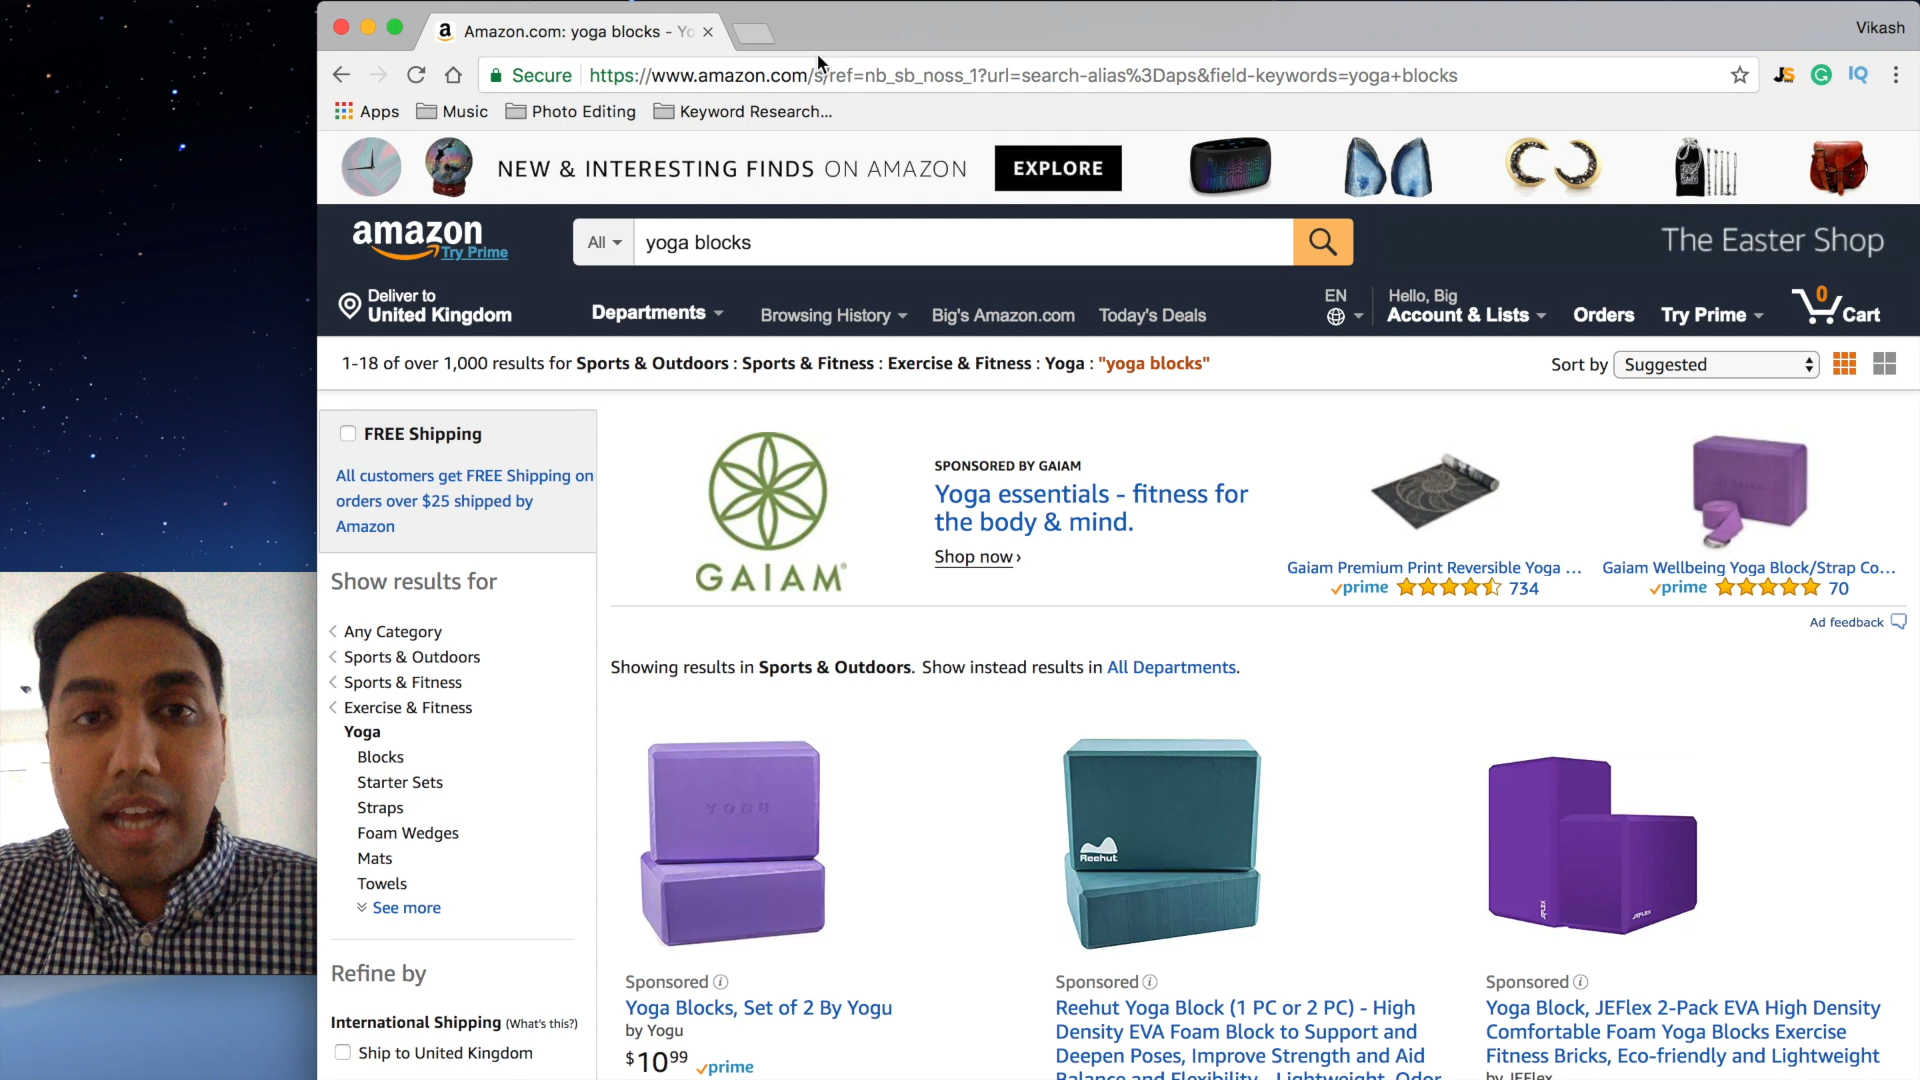 Amazon.com: yoga blocks - Yo
Vikash
Secure https://www.amazon.com/s/ref=nb_sb_noss_1?url=search-alias%3Daps&field-keywords=yoga+blocks
JS G IQ
Apps Music Photo Editing Keyword Research...
NEW & INTERESTING FINDS ON AMAZON EXPLORE
amazon Try Prime
All yoga blocks
The Easter Shop
Deliver to
United Kingdom
Departments Browsing History Big's Amazon.com Today's Deals
EN
Hello, Big
Account & Lists Orders Try Prime 0 Cart
1-18 of over 1,000 results for Sports & Outdoors : Sports & Fitness : Exercise & Fitness : Yoga : "yoga blocks"
Sort by Suggested
FREE Shipping
All customers get FREE Shipping on
orders over $25 shipped by
Amazon
Show results for
Any Category
Sports & Outdoors
Sports & Fitness
Exercise & Fitness
Yoga
Blocks
Starter Sets
Straps
Foam Wedges
Mats
Towels
See more
Refine by
International Shipping (What's this?)
Ship to United Kingdom
GAIAM
SPONSORED BY GAIAM
Yoga essentials - fitness for
the body & mind.
Shop now ›
Gaiam Premium Print Reversible Yoga ...
prime 734
GAIAM
Gaiam Wellbeing Yoga Block/Strap Co...
prime 70
Ad feedback
Showing results in Sports & Outdoors. Show instead results in All Departments.
YOGU
Sponsored
Yoga Blocks, Set of 2 By Yogu
by Yogu
$10 99 prime
Reehut
Sponsored
Reehut Yoga Block (1 PC or 2 PC) - High
Density EVA Foam Block to Support and
Deepen Poses, Improve Strength and Aid
Balance and Flexibility - Lightweight, Odor
JEFLEX
JEFLEX
Sponsored
Yoga Block, JEFlex 2-Pack EVA High Density
Comfortable Foam Yoga Blocks Exercise
Fitness Bricks, Eco-friendly and Lightweight
by JEFlex